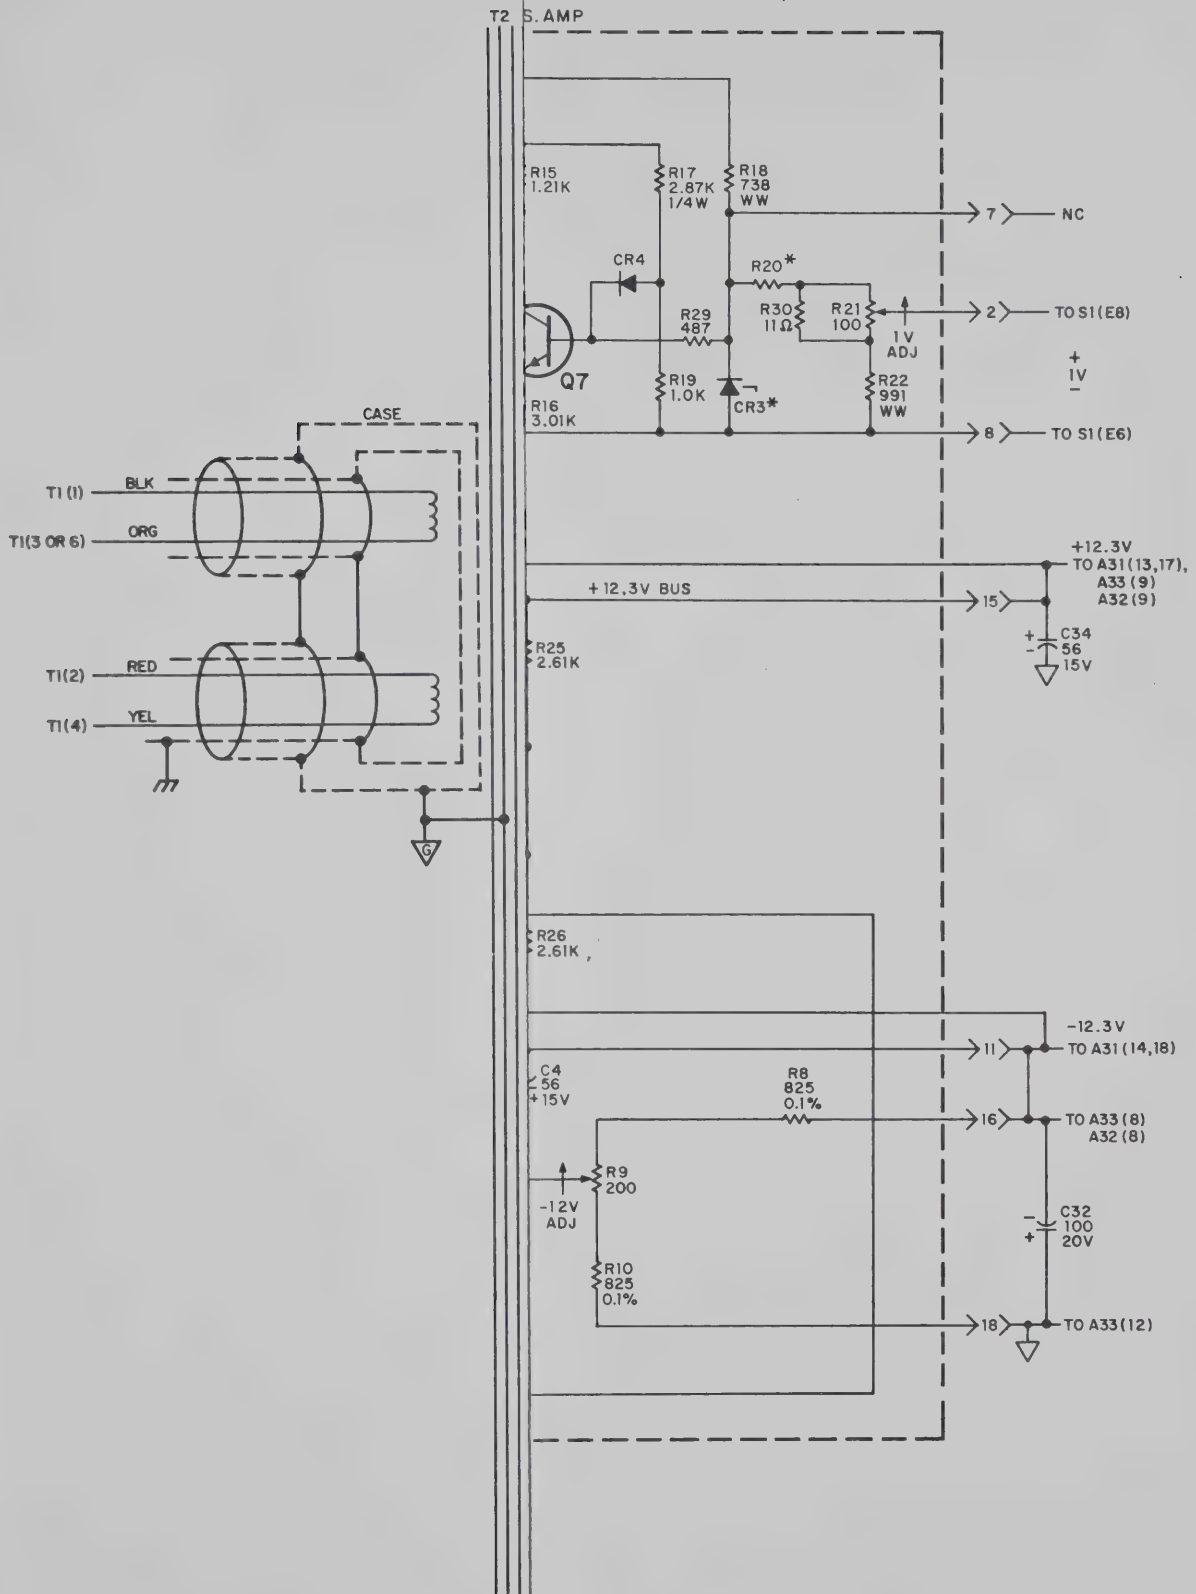 T2 S. AMP
R15
1.21K
R17
2.87K
1/4W
R18
738
WW
7
NC
CR4
R20*
R29
487
R30
11Ω
R21
100
1V
ADJ
2
TO S1(E8)
+
1V
-
Q7
R19
1.0K
CR3*
R22
991
WW
R16
3.01K
8
TO S1(E6)
CASE
T1(1)
BLK
T1(3 OR 6)
ORG
+12.3V
TO A31(13,17),
A33(9)
A32(9)
+12.3V BUS
15
R25
2.61K
+
-
C34
56
15V
T1(2)
RED
T1(4)
YEL
G
R26
2.61K
-12.3V
11
TO A31(14,18)
C4
56
+ 15V
R8
825
0.1%
16
TO A33(8)
A32(8)
R9
200
-12V
ADJ
-
+
C32
100
20V
R10
825
0.1%
18
TO A33(12)